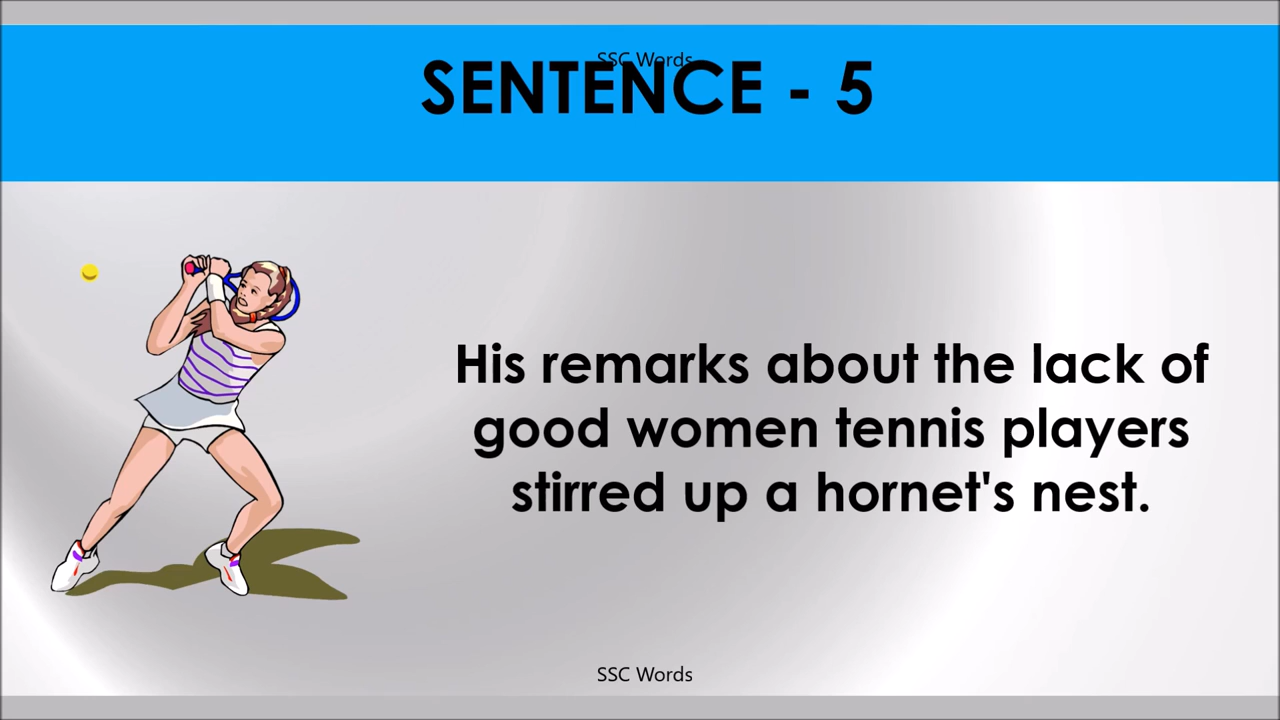 SSC Words
SENTENCE - 5
His remarks about the lack of
good women tennis players
stirred up a hornet's nest.
SSC Words